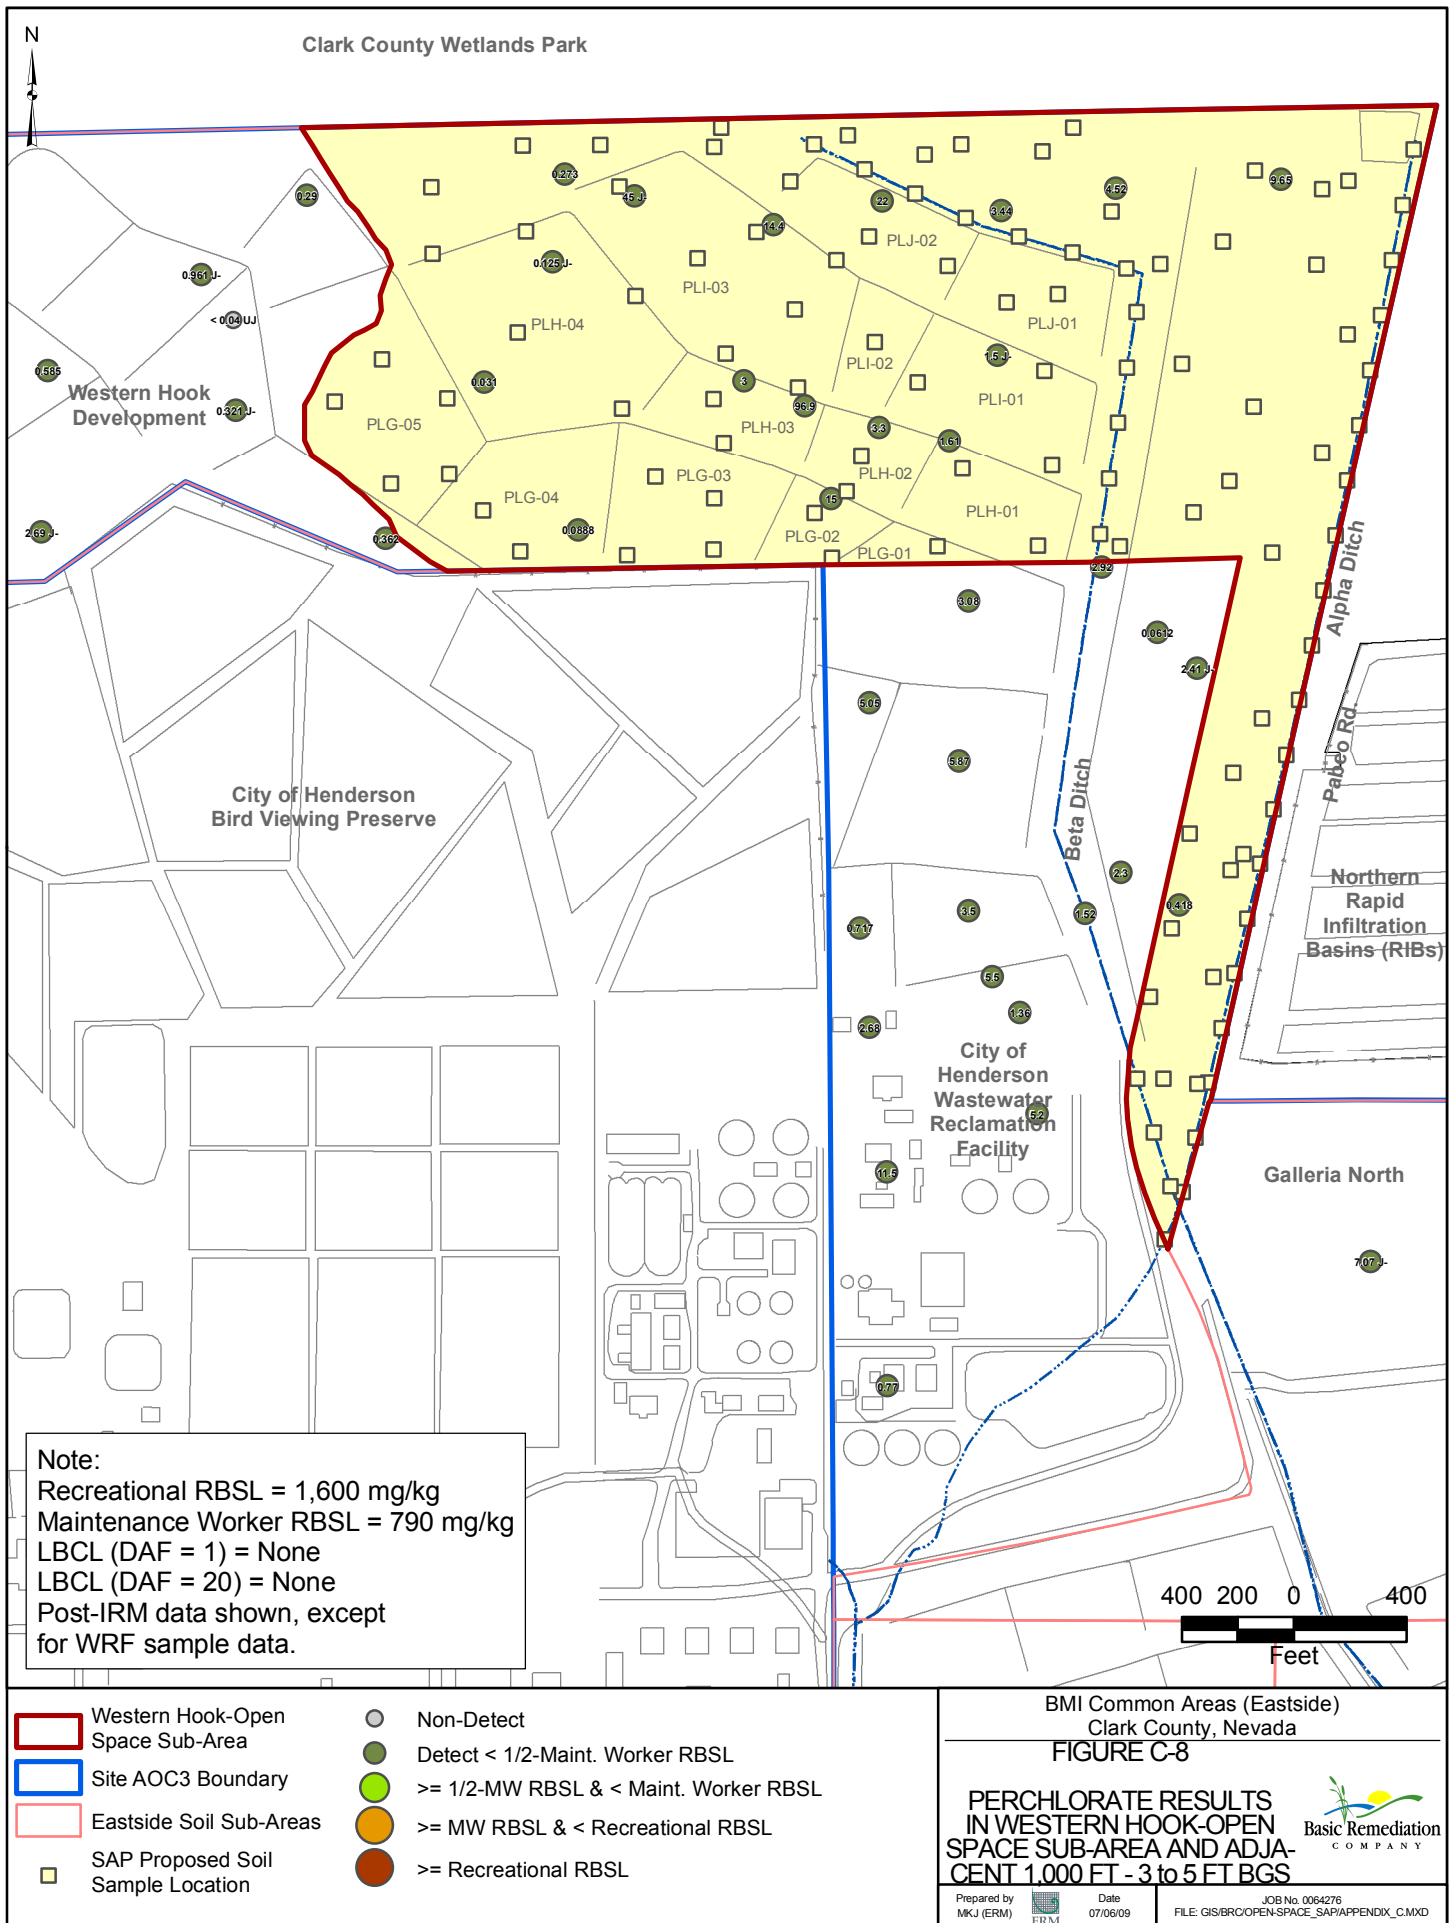 N
Clark County Wetlands Park
0.29
0.273
45 J-
22
4.52
9.65
3.44
14.4
PLJ-02
0.961 J-
0.125 J-
PLI-03
< 0.04 UJ
PLH-04
PLJ-01
PLI-02
1.5 J-
0.585
0.031
3
Western Hook
Development
PLI-01
96.9
0.321 J-
PLG-05
PLH-03
3.3
1.61
PLH-02
PLG-03
PLG-04
15
PLH-01
2.69 J-
0.362
0.0888
PLG-02
PLG-01
2.92
Alpha Ditch
3.08
0.0612
2.41 J-
5.05
Pabco Rd.
5.87
City of Henderson
Bird Viewing Preserve
Beta Ditch
2.3
Northern
Rapid
Infiltration
Basins (RIBs)
0.717
3.5
1.52
0.418
5.5
1.36
2.68
City of
Henderson
Wastewater
Reclamation
Facility
5.2
11.5
Galleria North
7.07 J-
0.77
Note:
Recreational RBSL = 1,600 mg/kg
Maintenance Worker RBSL = 790 mg/kg
LBCL (DAF = 1) = None
LBCL (DAF = 20) = None
Post-IRM data shown, except
for WRF sample data.
400 200 0 400
Feet
Western Hook-Open
Space Sub-Area
Site AOC3 Boundary
Eastside Soil Sub-Areas
SAP Proposed Soil
Sample Location
Non-Detect
Detect < 1/2-Maint. Worker RBSL
>= 1/2-MW RBSL & < Maint. Worker RBSL
>= MW RBSL & < Recreational RBSL
>= Recreational RBSL
BMI Common Areas (Eastside)
Clark County, Nevada
FIGURE C-8
PERCHLORATE RESULTS
IN WESTERN HOOK-OPEN
SPACE SUB-AREA AND ADJA-
CENT 1,000 FT - 3 to 5 FT BGS
Basic Remediation
COMPANY
Prepared by
MKJ (ERM)
ERM
Date
07/06/09
JOB No. 0064276
FILE: GIS/BRC/OPEN-SPACE_SAP/APPENDIX_C.MXD